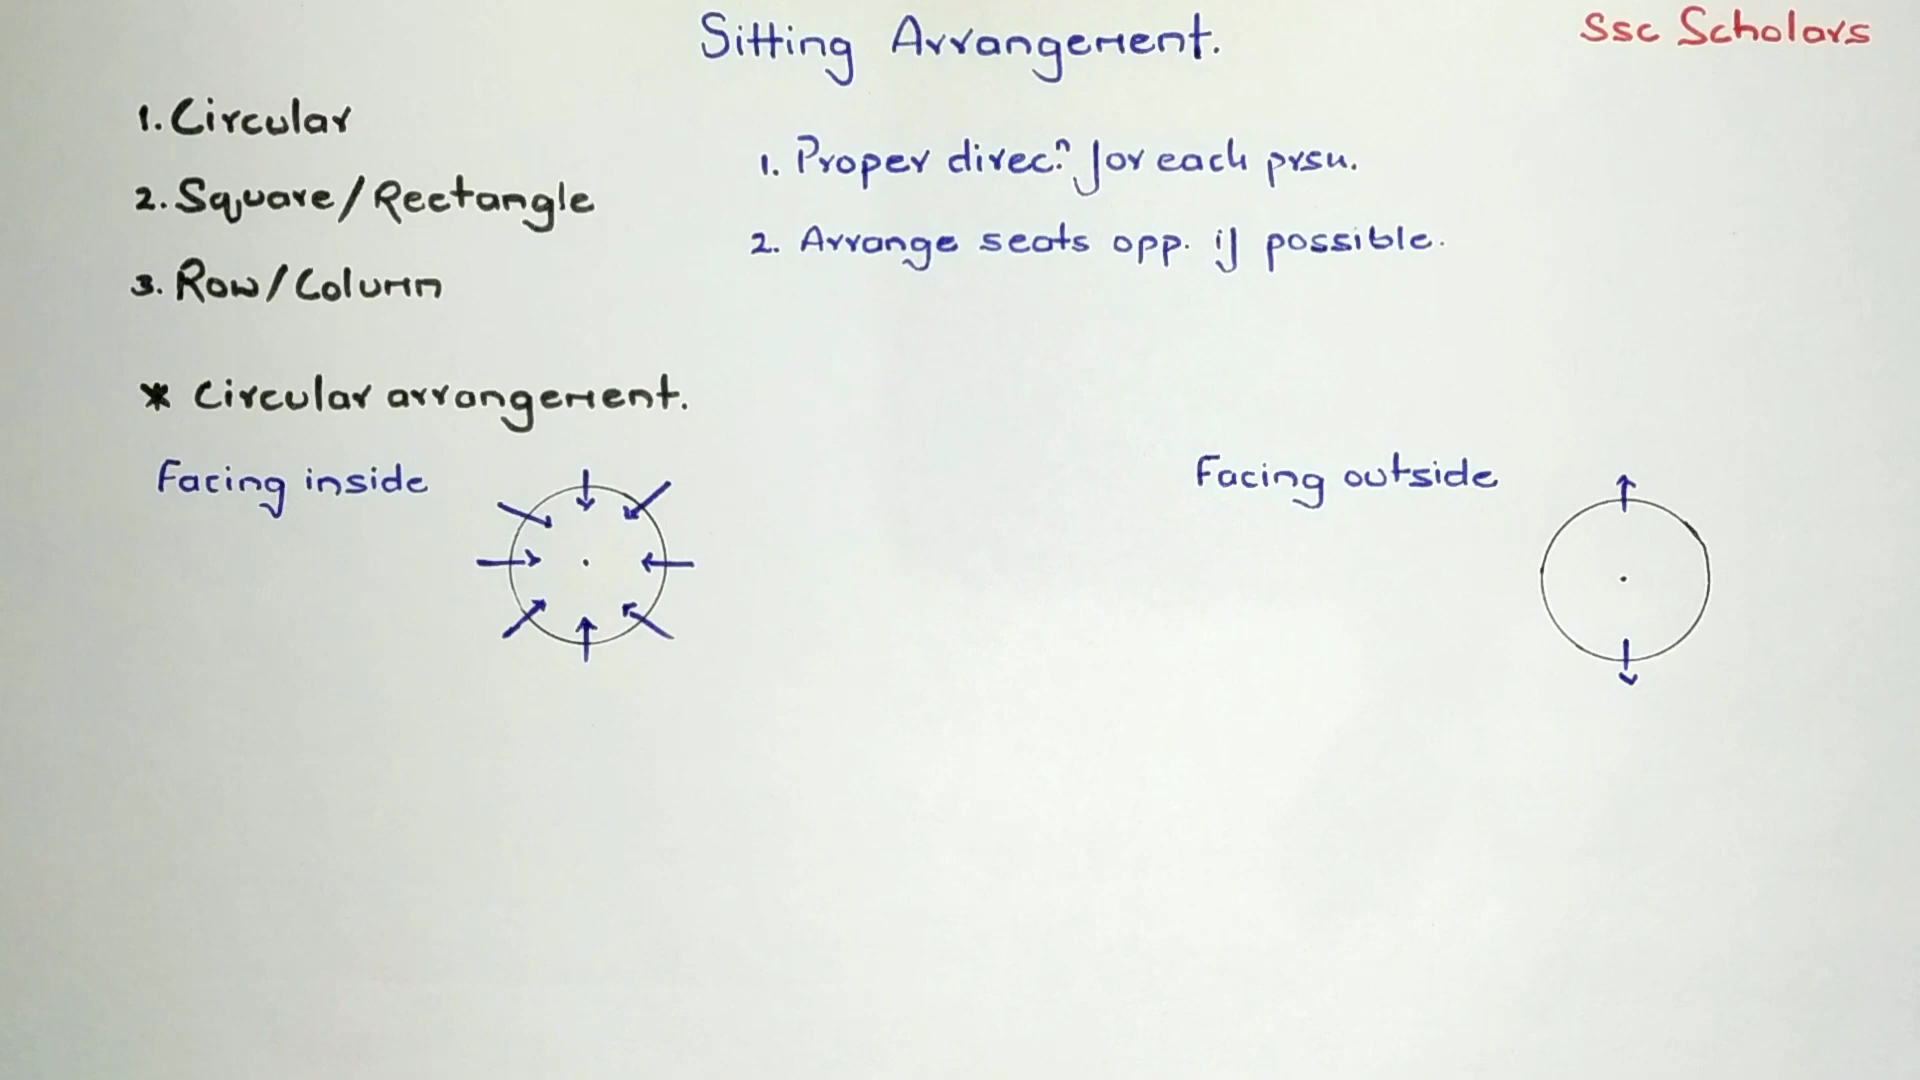 Sitting Arrangement.
Ssc Scholars
1. Circular
2. Square/Rectangle
3. Row/Column
1. Proper direc.n for each prsn.
2. Arrange seats opp. if possible.
* Circular arrangement.
Facing inside
Facing outside